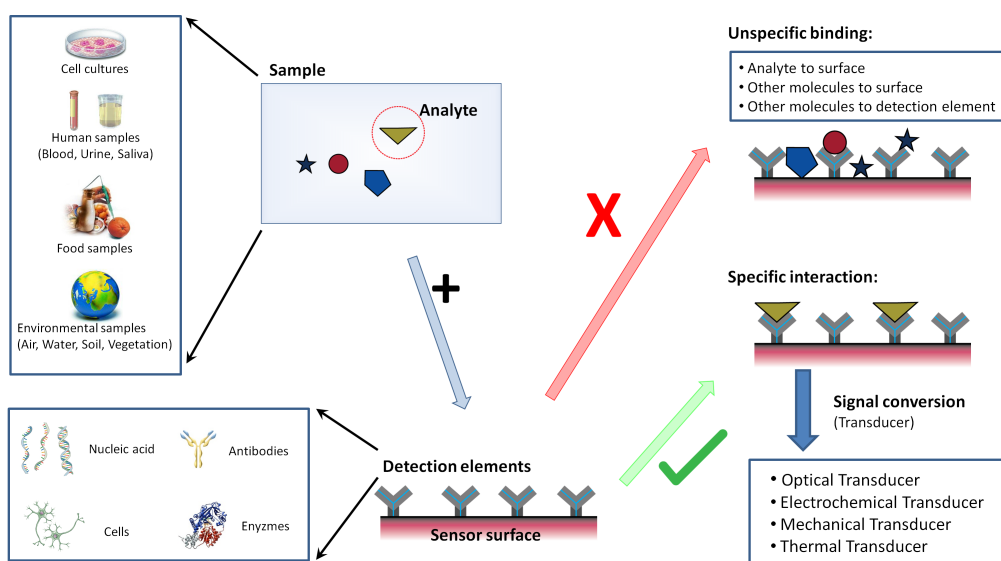 Cell cultures
Human samples
(Blood, Urine, Saliva)
Food samples
Environmental samples
(Air, Water, Soil, Vegetation)
Sample
Analyte
+
X
Unspecific binding:
• Analyte to surface
• Other molecules to surface
• Other molecules to detection element
Specific interaction:
Signal conversion
(Transducer)
• Optical Transducer
• Electrochemical Transducer
• Mechanical Transducer
• Thermal Transducer
Nucleic acid
Antibodies
Cells
Enyzmes
Detection elements
Sensor surface